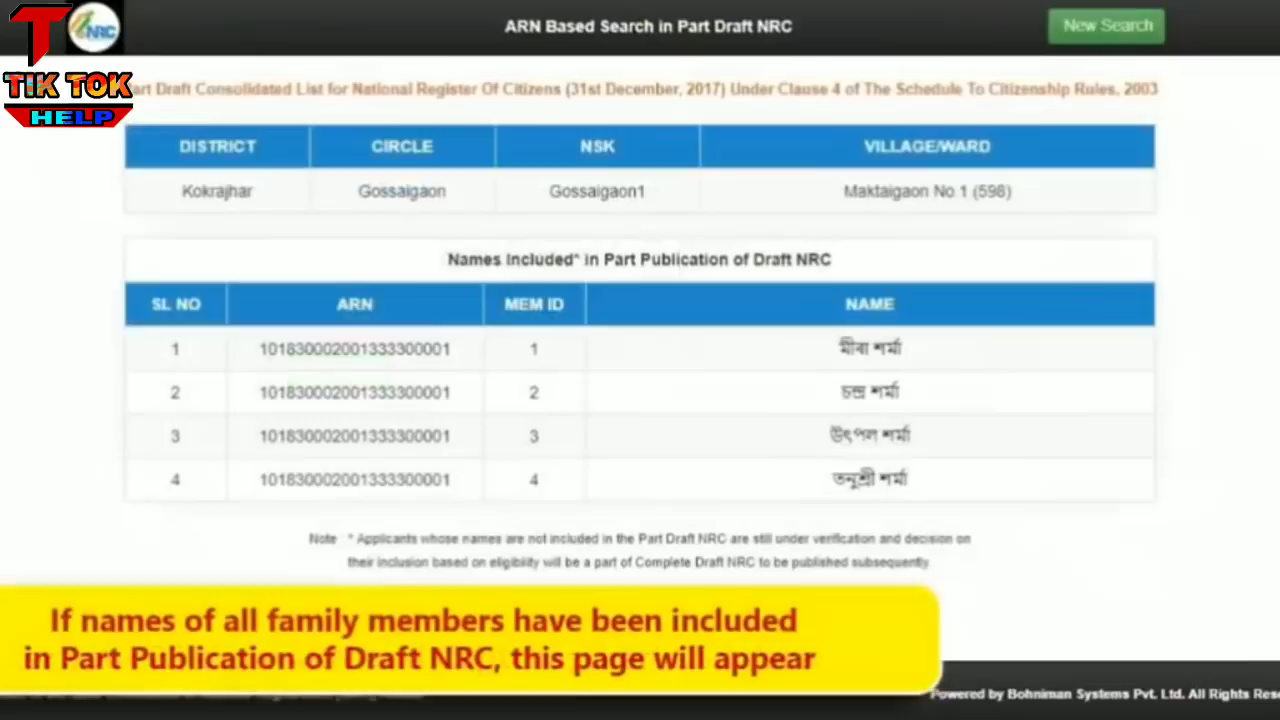 T
NRC
TIK TOK
HELP
ARN Based Search in Part Draft NRC
New Search
art Draft Consolidated List for National Register Of Citizens (31st December, 2017) Under Clause 4 of The Schedule To Citizenship Rules, 2003
DISTRICT CIRCLE NSK VILLAGE/WARD
Kokrajhar Gossaigaon Gossaigaon1 Maktaigaon No 1 (598)
Names Included* in Part Publication of Draft NRC
SL NO ARN MEM ID NAME
1 101830002001333300001 1 মীৰা শৰ্মা
2 101830002001333300001 2 চন্দ্ৰ শৰ্মা
3 101830002001333300001 3 উৎপল শৰ্মা
4 101830002001333300001 4 তনুশ্ৰী শৰ্মা
Note * Applicants whose names are not included in the Part Draft NRC are still under verification and decision on
their inclusion based on eligibility will be a part of Complete Draft NRC to be published subsequently
If names of all family members have been included
in Part Publication of Draft NRC, this page will appear
Powered by Bohniman Systems Pvt. Ltd. All Rights Rese